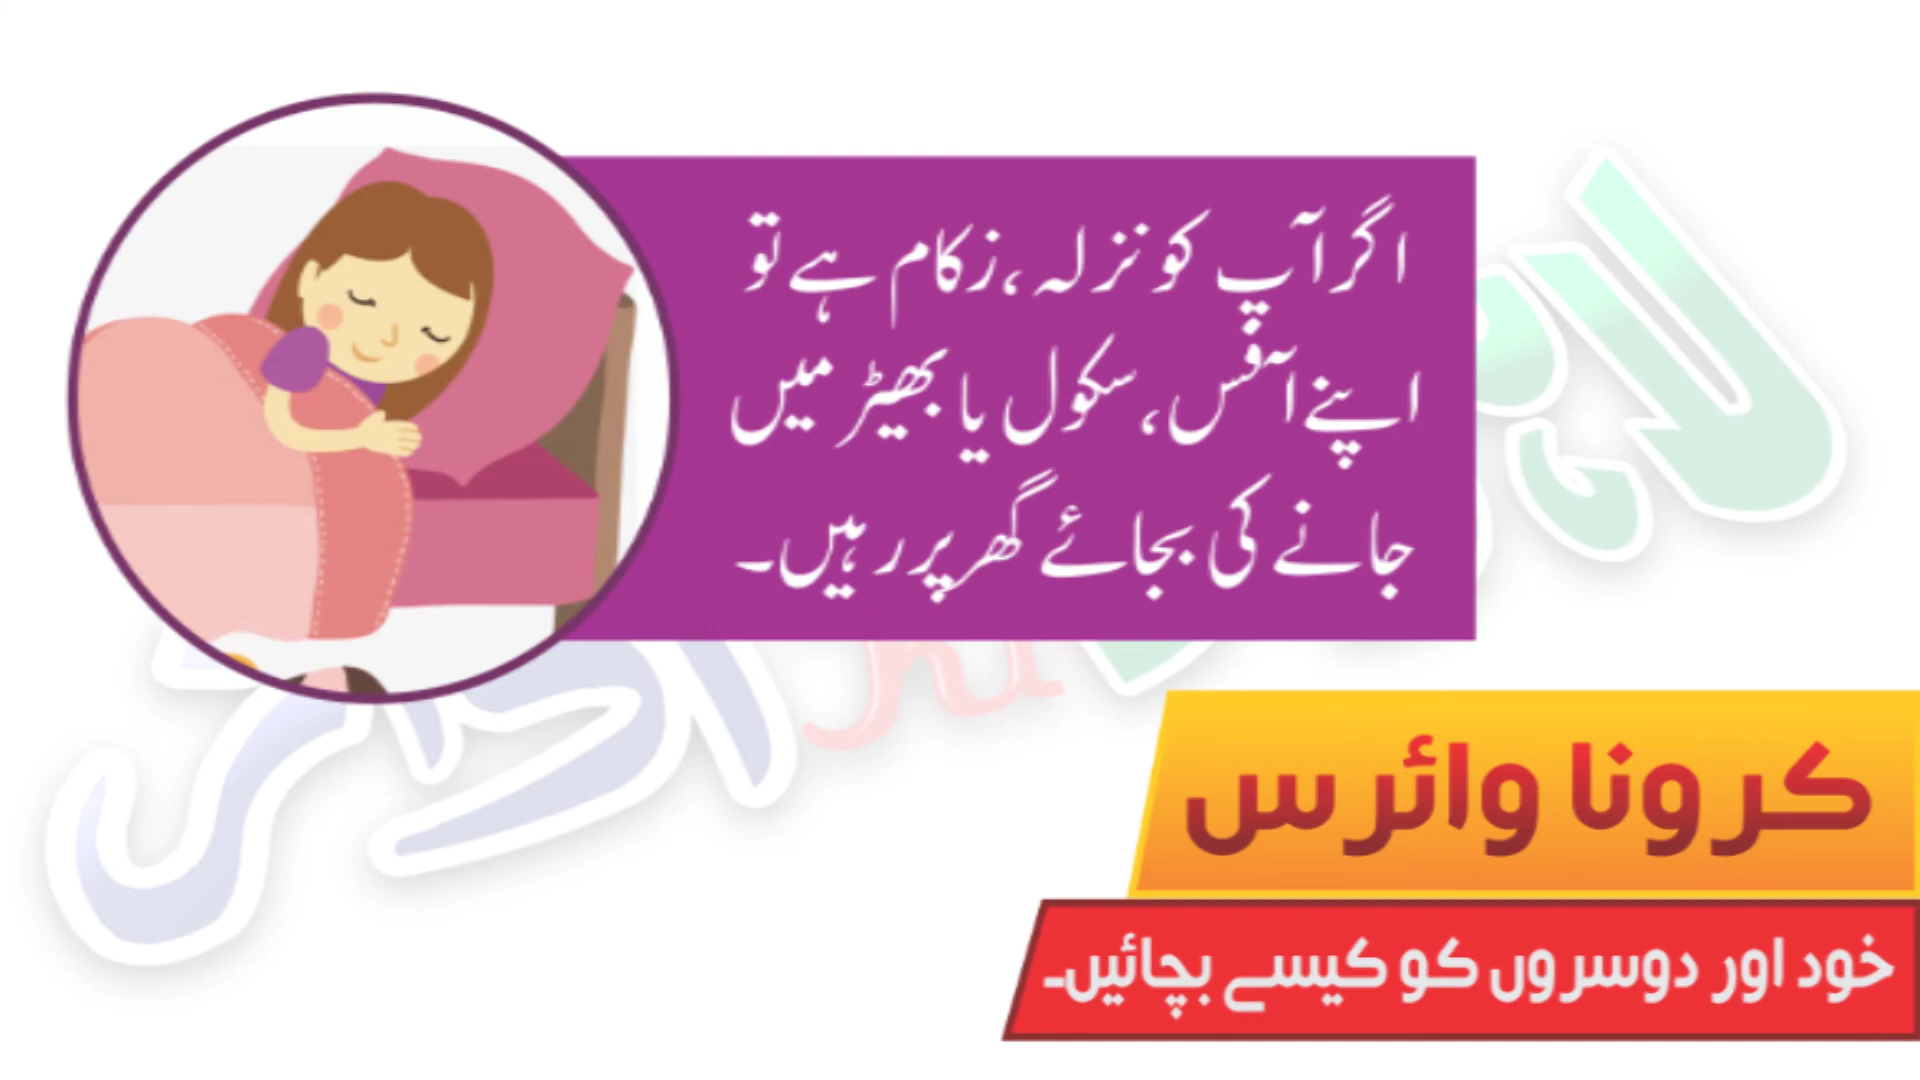 اگر آپ کو نزلہ، زکام ہے تو
اپنے آفس، سکول یا بھیڑ میں
جانے کی بجائے گھر پر رہیں۔
کرونا وائرس
خود اور دوسروں کو کیسے بچائیں۔